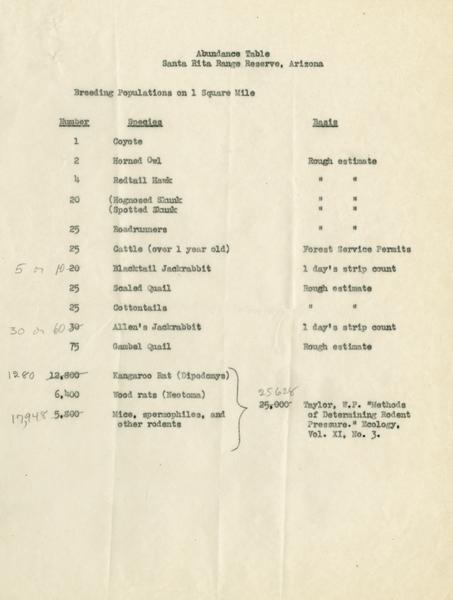 Abundance Table
Santa Rita Range Reserve, Arizona
Breeding Populations on 1 Square Mile
Number Species Basis
1 Coyote
2 Horned Owl Rough estimate
4 Redtail Hawk " "
20 (Hognosed Skunk " "
(Spotted Skunk " "
25 Roadrunners " "
25 Cattle (over 1 year old) Forest Service Permits
5 or 10 20 Blacktail Jackrabbit 1 day's strip count
25 Scaled Quail Rough estimate
25 Cottontails " "
30 or 60 30 Allen's Jackrabbit 1 day's strip count
75 Gambel Quail Rough estimate
1280 12,800 Kangaroo Rat (Dipodomys)
6,400 Wood rats (Neotoma) 25628
17,948 5,800 Mice, spermophiles, and 25,000 Taylor, W.P. "Methods
other rodents of Determining Rodent
Pressure." Ecology,
Vol. XI, No. 3.